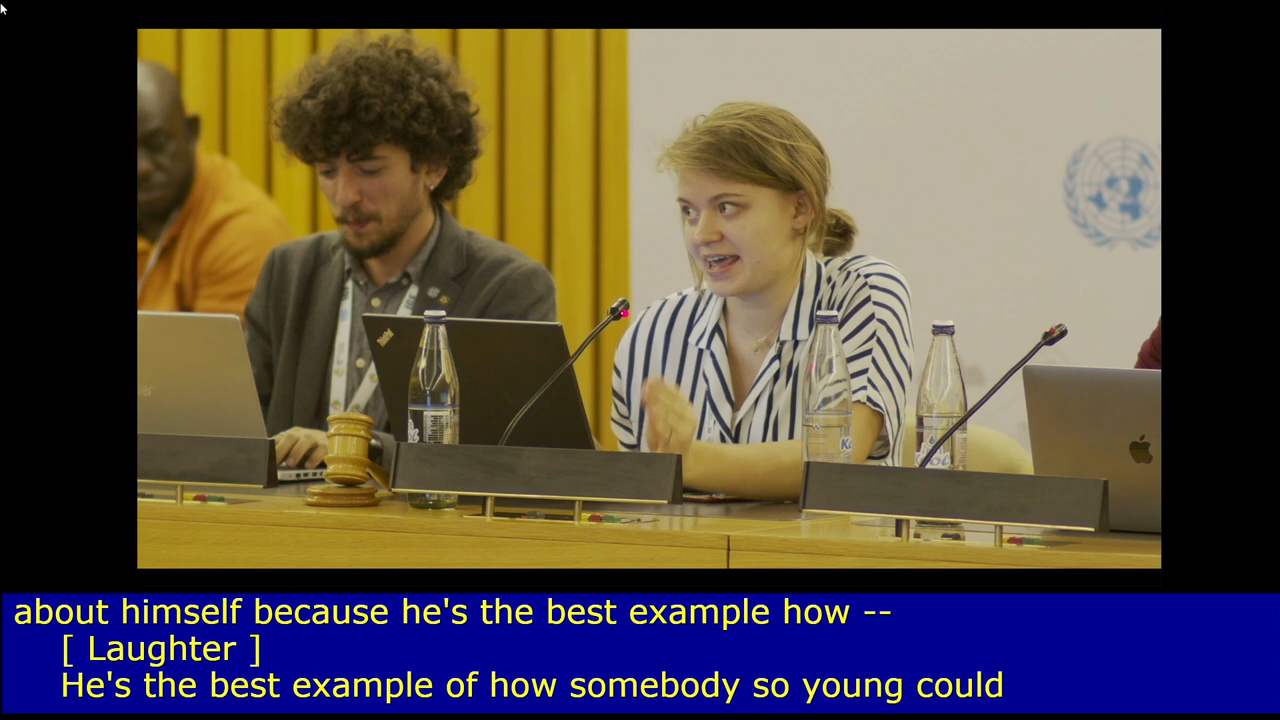 ThinkPad
about himself because he's the best example how --
[ Laughter ]
He's the best example of how somebody so young could